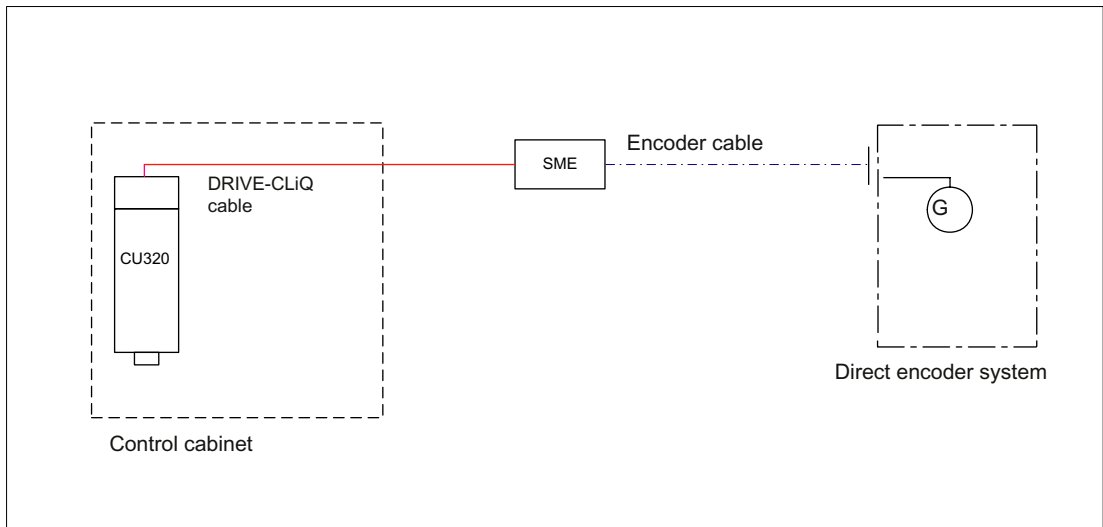 Encoder cable
SME
DRIVE-CLiQ
cable
G
CU320
Direct encoder system
Control cabinet